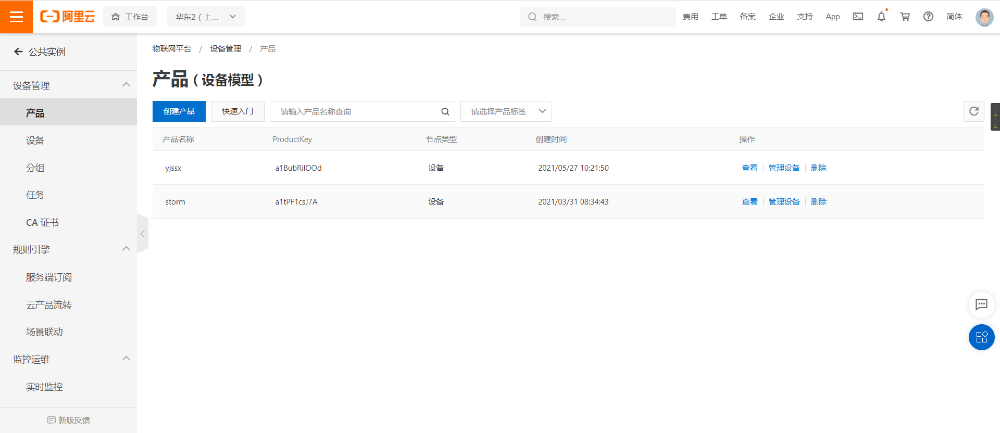 阿里云 工作台 华东2（上... 搜索... 费用 工单 备案 企业 支持 App 简体
公共实例
设备管理
产品
设备
分组
任务
CA 证书
规则引擎
服务端订阅
云产品流转
场景联动
监控运维
实时监控
新版反馈
物联网平台 / 设备管理 / 产品
产品（设备模型）
创建产品 快速入门 请输入产品名称查询 请选择产品标签
产品名称 ProductKey 节点类型 创建时间 操作
yjssx a1BubRilOOd 设备 2021/05/27 10:21:50 查看 管理设备 删除
storm a1tPF1csJ7A 设备 2021/03/31 08:34:43 查看 管理设备 删除